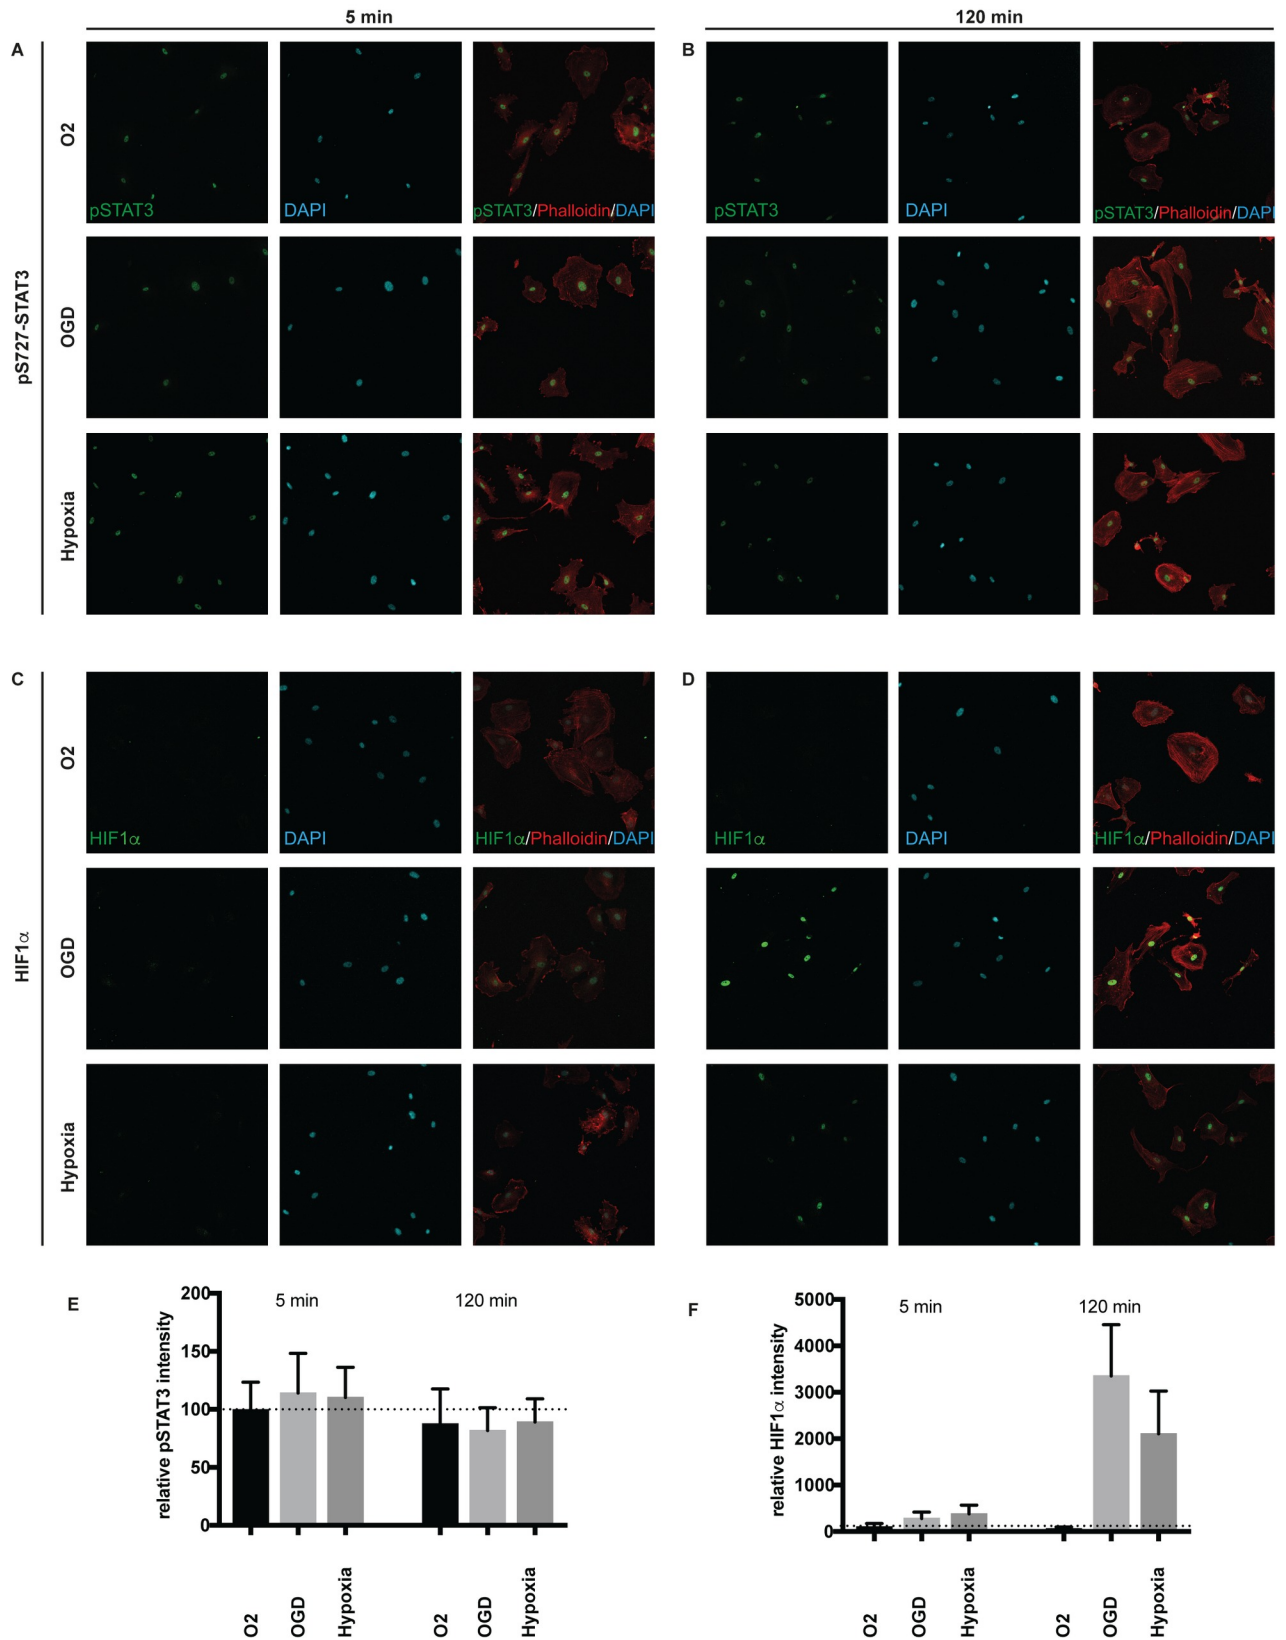 5 min
120 min
A
B
pS727-STAT3
O2
pSTAT3
DAPI
pSTAT3/Phalloidin/DAPI
pSTAT3
DAPI
pSTAT3/Phalloidin/DAPI
OGD
Hypoxia
C
D
HIF1α
O2
HIF1α
DAPI
HIF1α/Phalloidin/DAPI
HIF1α
DAPI
HIF1α/Phalloidin/DAPI
OGD
Hypoxia
E
relative pSTAT3 intensity
200
150
100
50
0
5 min
120 min
O2
OGD
Hypoxia
O2
OGD
Hypoxia
F
relative HIF1α intensity
5000
4000
3000
2000
1000
0
5 min
120 min
O2
OGD
Hypoxia
O2
OGD
Hypoxia